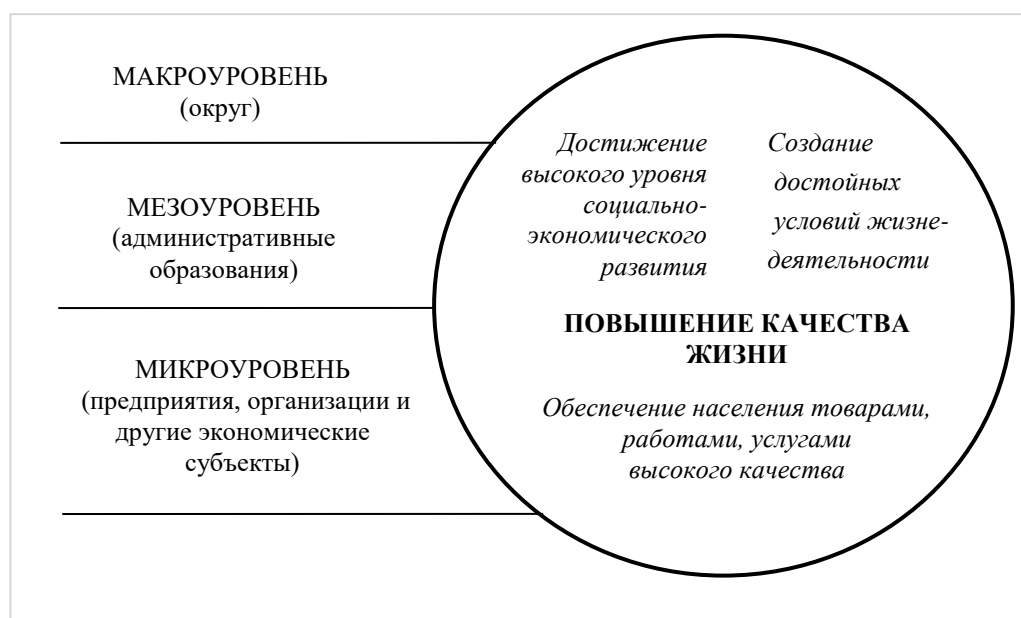 МАКРОУРОВЕНЬ
(округ)
МЕЗОУРОВЕНЬ
(административные
образования)
МИКРОУРОВЕНЬ
(предприятия, организации и
другие экономические
субъекты)
Достижение
высокого уровня
социально-
экономического
развития
Создание
достойных
условий жизне-
деятельности
ПОВЫШЕНИЕ КАЧЕСТВА
ЖИЗНИ
Обеспечение населения товарами,
работами, услугами
высокого качества